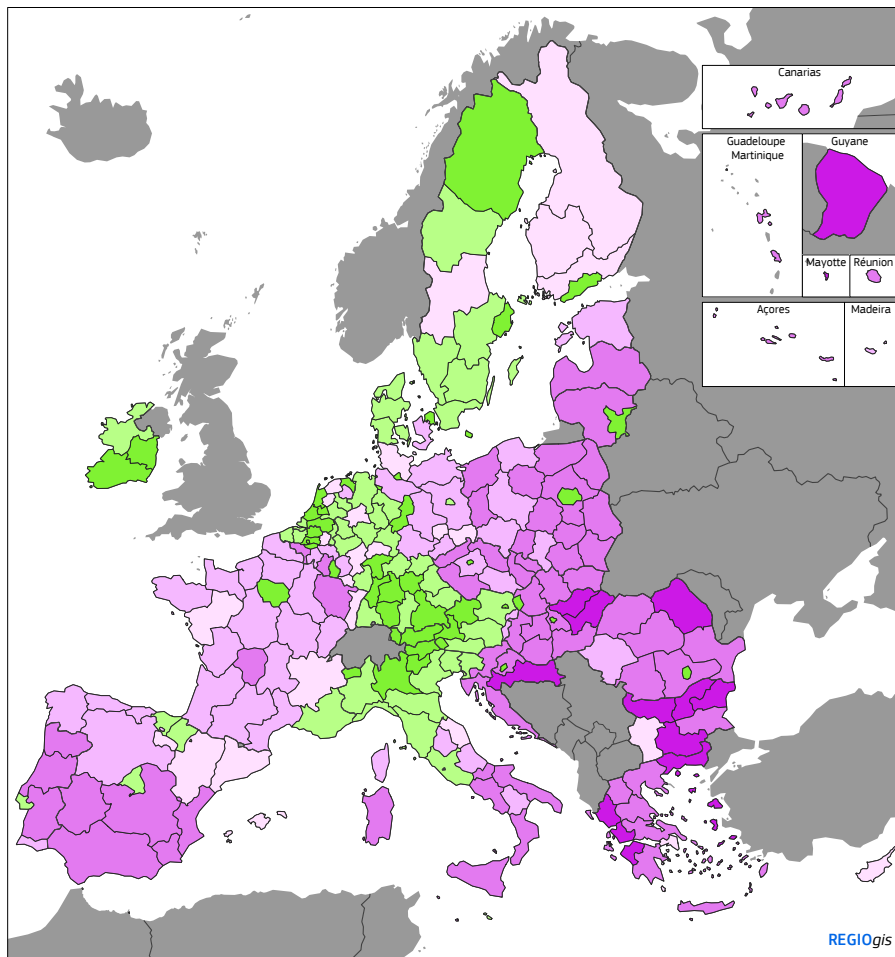 Canarias
Guadeloupe
Martinique
Guyane
Mayotte
Réunion
Açores
Madeira
REGIOgis